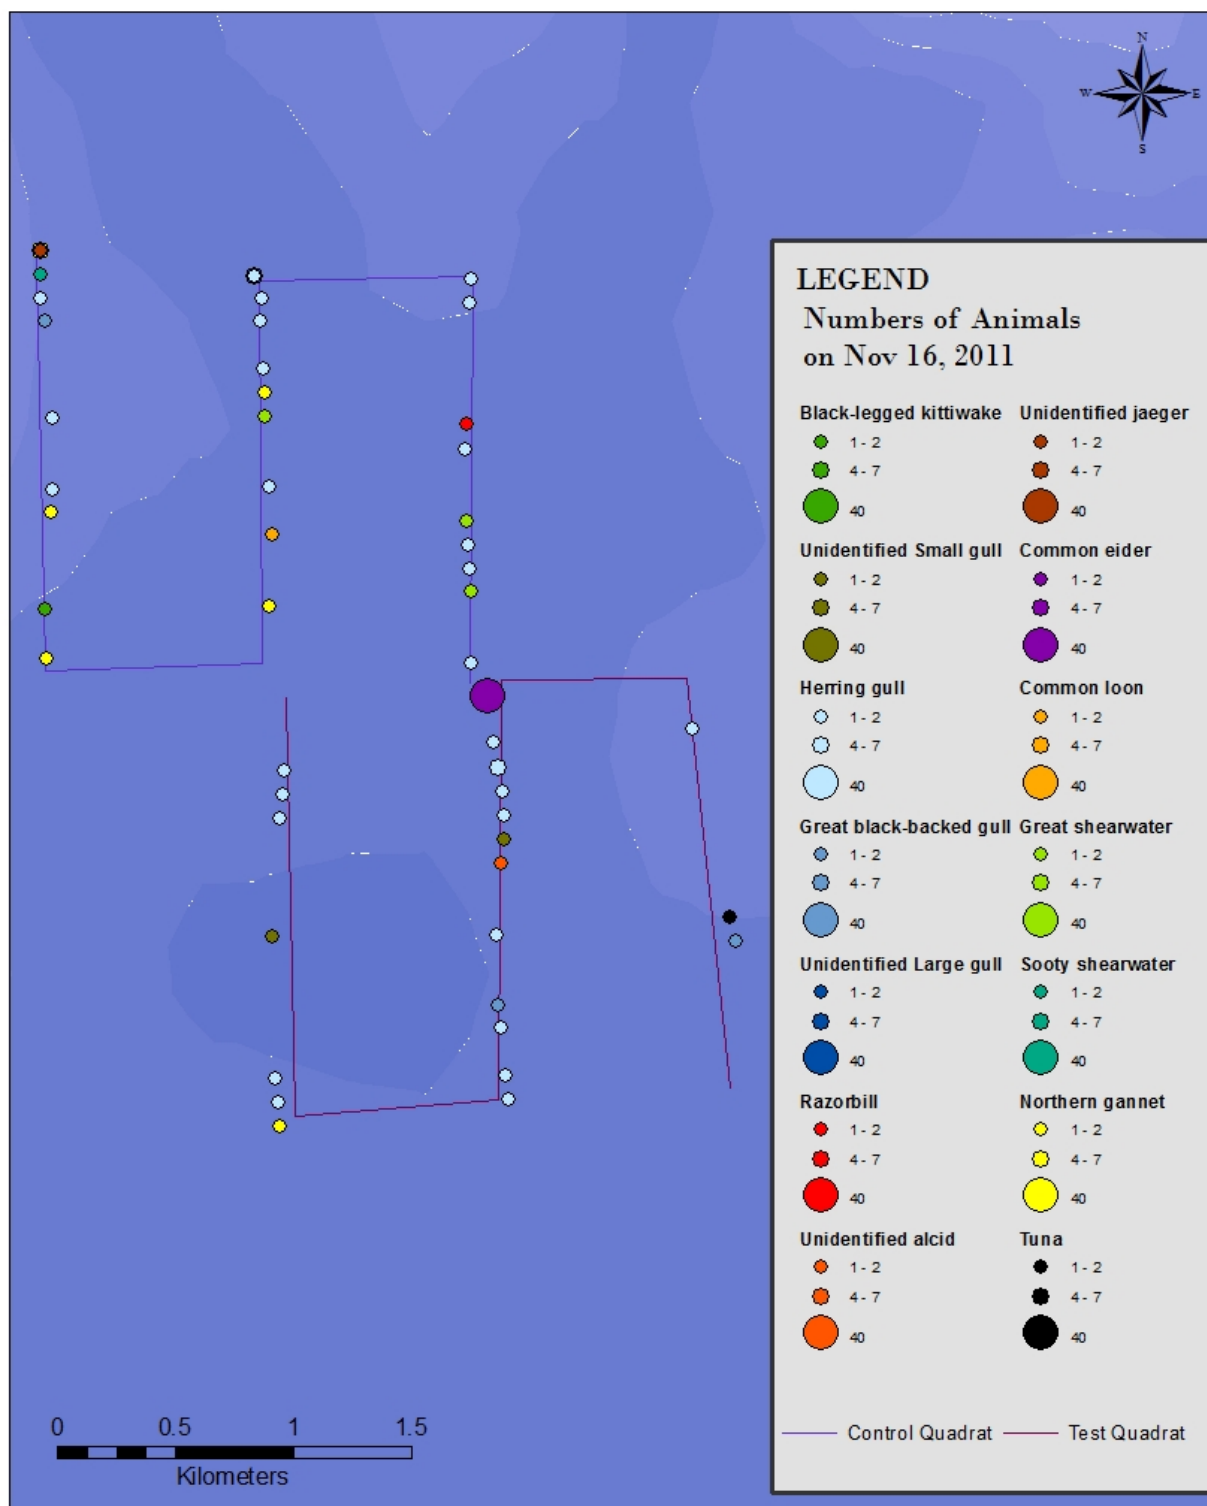 N
W E
S
LEGEND
Numbers of Animals
on Nov 16, 2011
Black-legged kittiwake Unidentified jaeger
1 - 2 1 - 2
4 - 7 4 - 7
40 40
Unidentified Small gull Common eider
1 - 2 1 - 2
4 - 7 4 - 7
40 40
Herring gull Common loon
1 - 2 1 - 2
4 - 7 4 - 7
40 40
Great black-backed gull Great shearwater
1 - 2 1 - 2
4 - 7 4 - 7
40 40
Unidentified Large gull Sooty shearwater
1 - 2 1 - 2
4 - 7 4 - 7
40 40
Razorbill Northern gannet
1 - 2 1 - 2
4 - 7 4 - 7
40 40
Unidentified alcid Tuna
1 - 2 1 - 2
4 - 7 4 - 7
40 40
Control Quadrat Test Quadrat
0 0.5 1 1.5
Kilometers